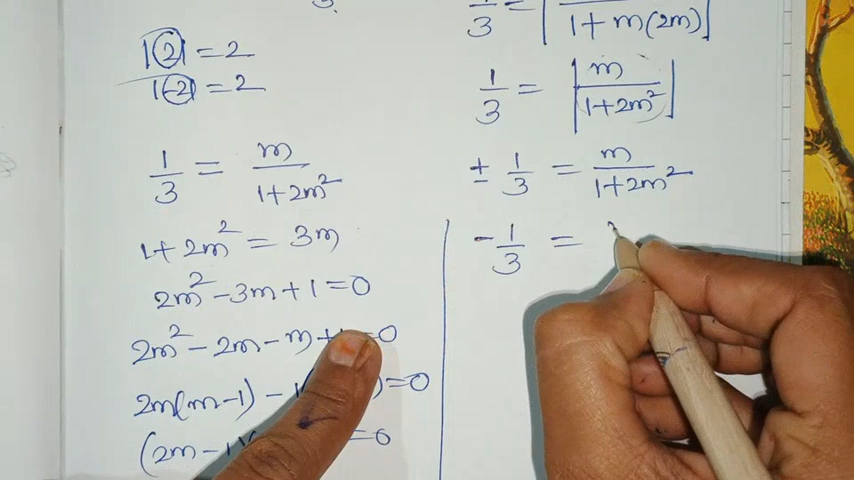 |2| = 2
|-2| = 2
1/3 = m/(1+2m²)
1+2m² = 3m
2m² - 3m + 1 = 0
2m² - 2m - m + = 0
2m(m-1) - 1( ) = 0
(2m - 1)( = 0
1/3 = | /(1+m(2m)) |
1/3 = | m/(1+2m²) |
± 1/3 = m/(1+2m²)
- 1/3 =